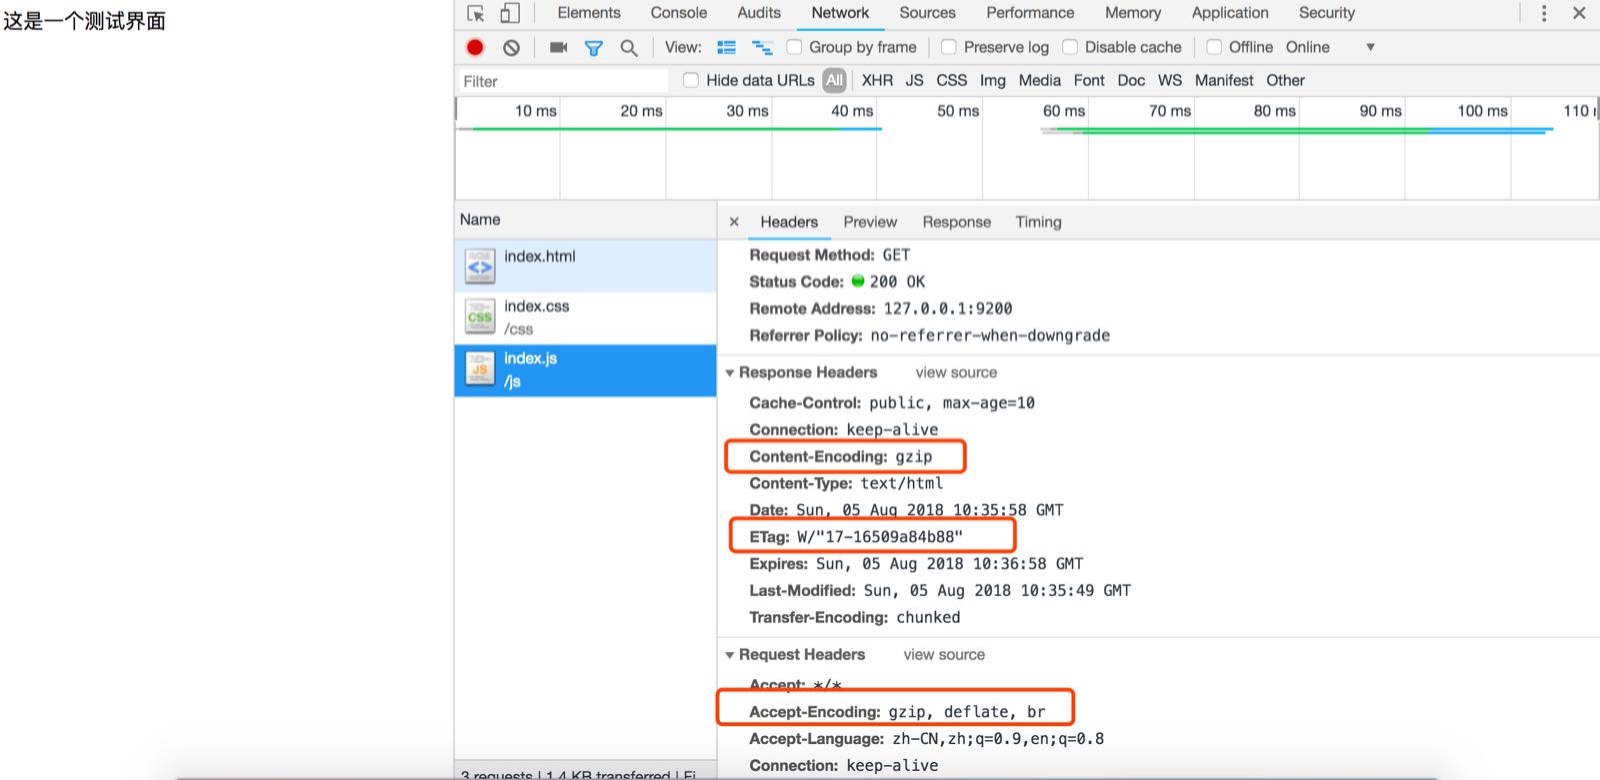 这是一个测试界面
Elements Console Audits Network Sources Performance Memory Application Security
View: Group by frame Preserve log Disable cache Offline Online
Filter Hide data URLs All XHR JS CSS Img Media Font Doc WS Manifest Other
10 ms 20 ms 30 ms 40 ms 50 ms 60 ms 70 ms 80 ms 90 ms 100 ms 110
Name
index.html
index.css
/css
index.js
/js
Headers Preview Response Timing
Request Method: GET
Status Code: 200 OK
Remote Address: 127.0.0.1:9200
Referrer Policy: no-referrer-when-downgrade
Response Headers view source
Cache-Control: public, max-age=10
Connection: keep-alive
Content-Encoding: gzip
Content-Type: text/html
Date: Sun, 05 Aug 2018 10:35:58 GMT
ETag: W/"17-16509a84b88"
Expires: Sun, 05 Aug 2018 10:36:58 GMT
Last-Modified: Sun, 05 Aug 2018 10:35:49 GMT
Transfer-Encoding: chunked
Request Headers view source
Accept: */*
Accept-Encoding: gzip, deflate, br
Accept-Language: zh-CN,zh;q=0.9,en;q=0.8
Connection: keep-alive
3 requests | 1.4 KB transferred | Fi